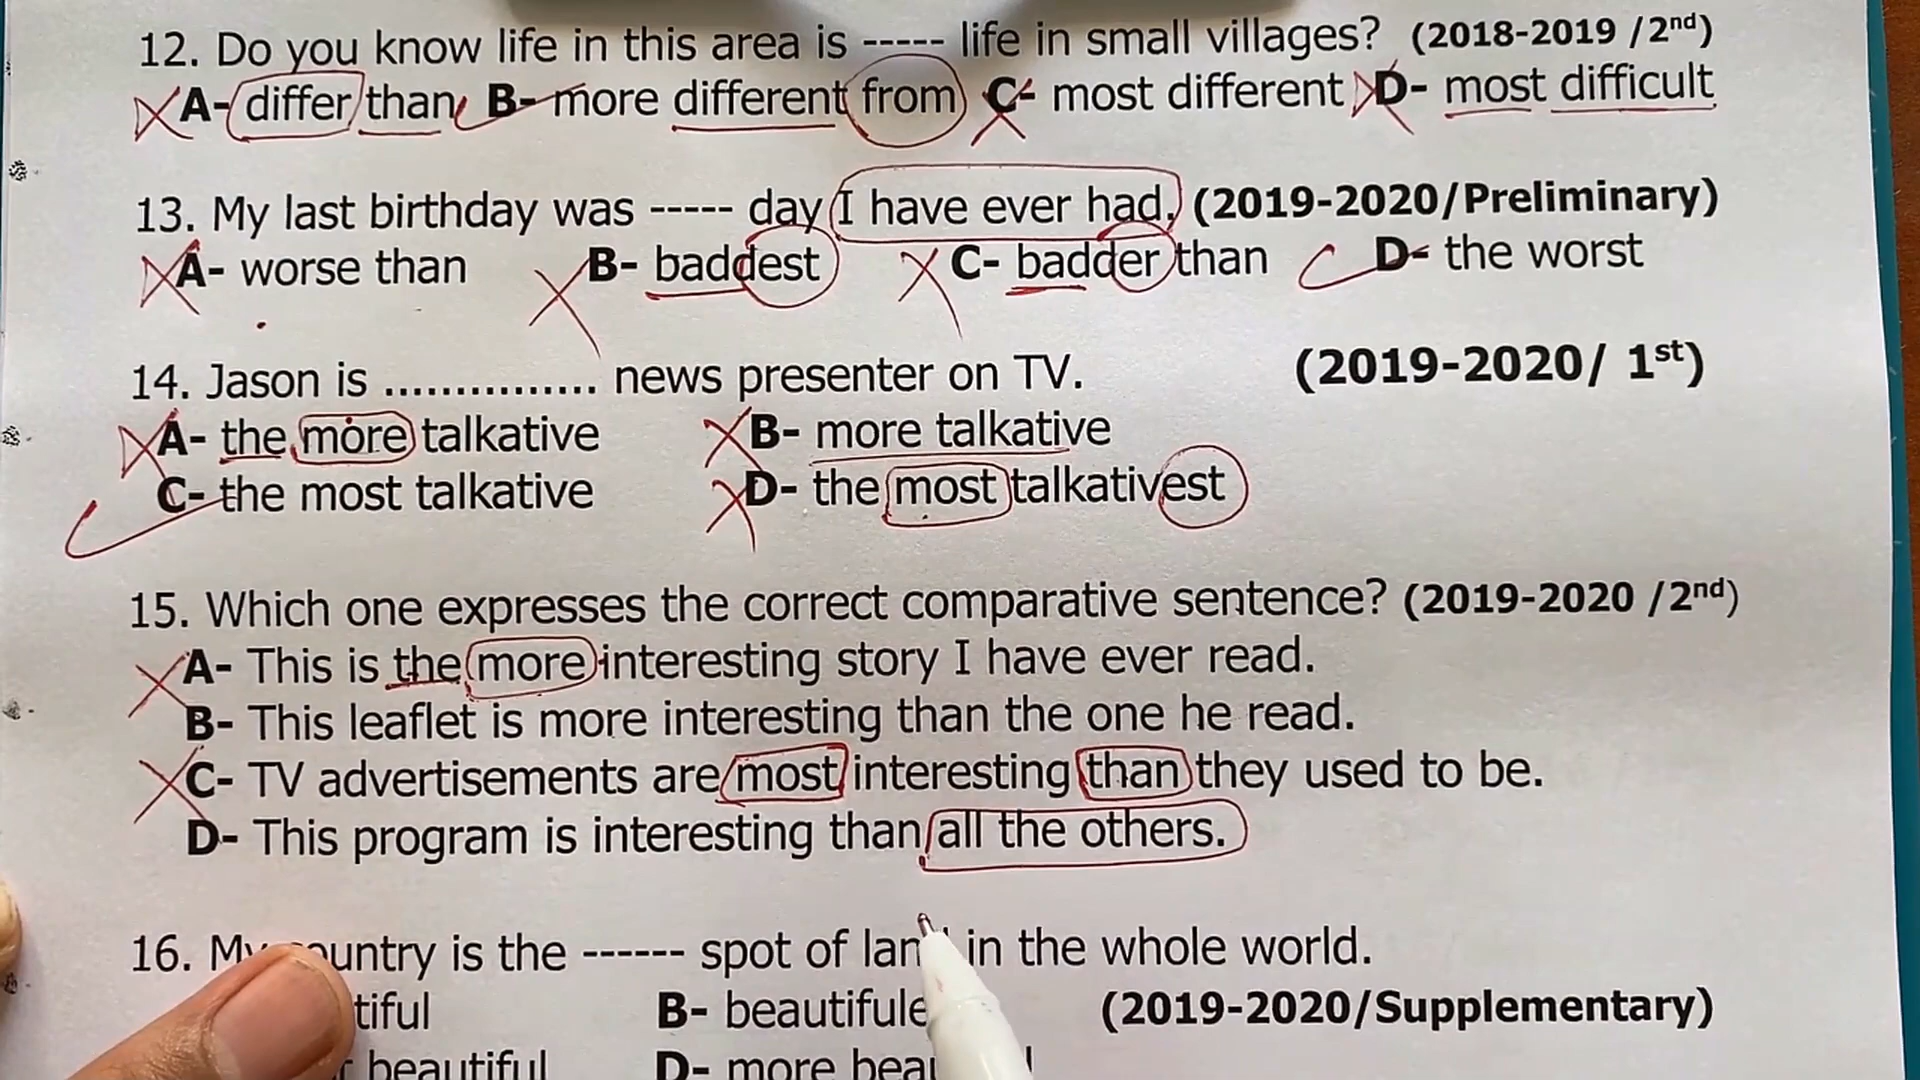 12. Do you know life in this area is ----- life in small villages? (2018-2019 /2nd)
A- differ than B- more different from C- most different D- most difficult
13. My last birthday was ----- day I have ever had. (2019-2020/Preliminary)
A- worse than B- baddest C- badder than D- the worst
14. Jason is ............... news presenter on TV. (2019-2020/ 1st)
A- the more talkative B- more talkative
C- the most talkative D- the most talkativest
15. Which one expresses the correct comparative sentence? (2019-2020 /2nd)
A- This is the more interesting story I have ever read.
B- This leaflet is more interesting than the one he read.
C- TV advertisements are most interesting than they used to be.
D- This program is interesting than all the others.
16. My country is the ------ spot of land in the whole world.
B- (2019-2020/Supplementary)
beautiful D- more